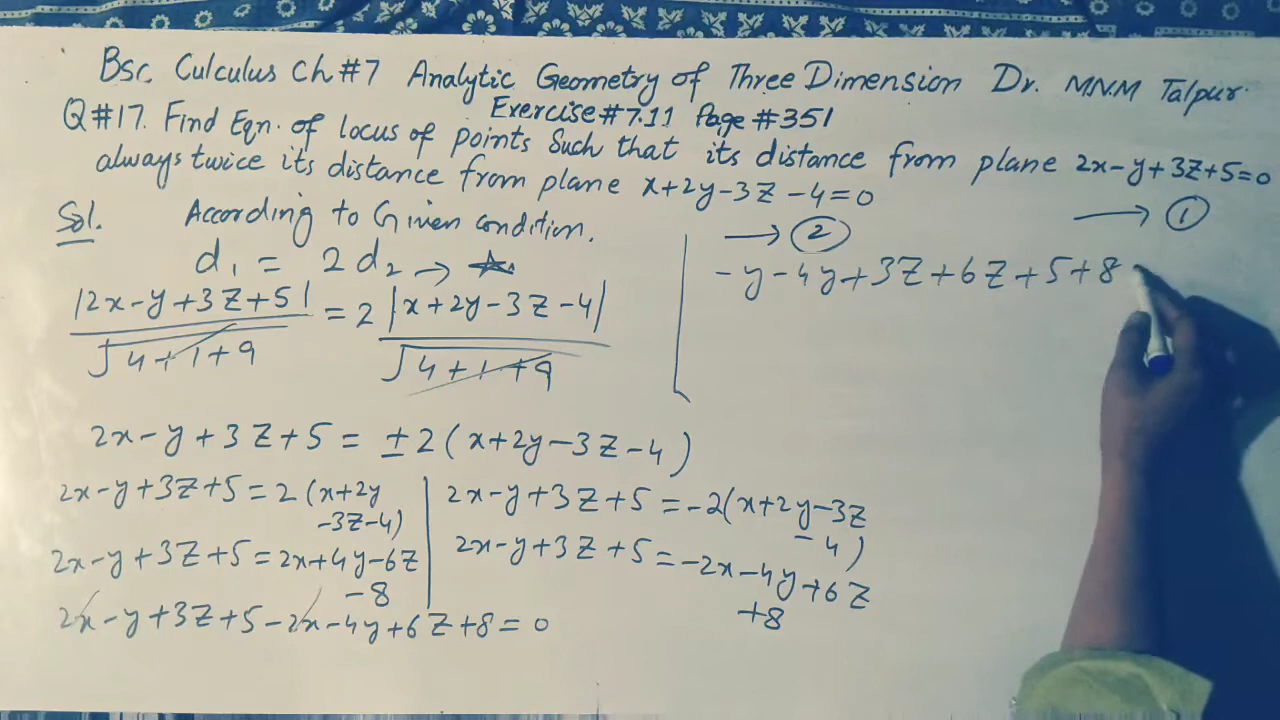 Bsc. Culculus Ch#7 Analytic Geometry of Three Dimension Dr. M.N.M Talpur.
Exercise#7.11 Page #351
Q#17. Find Eqn. of locus of points Such that its distance from plane 2x-y+3z+5=0
always twice its distance from plane x+2y-3z-4=0
→ ①
→ ②
Sol. According to Given condition.
d₁ = 2d₂ → ☆
|2x-y+3z+5| / √4+1+9 = 2 |x+2y-3z-4| / √4+1+9
2x-y+3z+5 = ±2(x+2y-3z-4)
2x-y+3z+5=2(x+2y
-3z-4)
2x-y+3z+5=2x+4y-6z
-8
2x-y+3z+5-2x-4y+6z+8=0
2x-y+3z+5=-2(x+2y-3z
-4)
2x-y+3z+5=-2x-4y+6z
+8
-y-4y+3z+6z+5+8